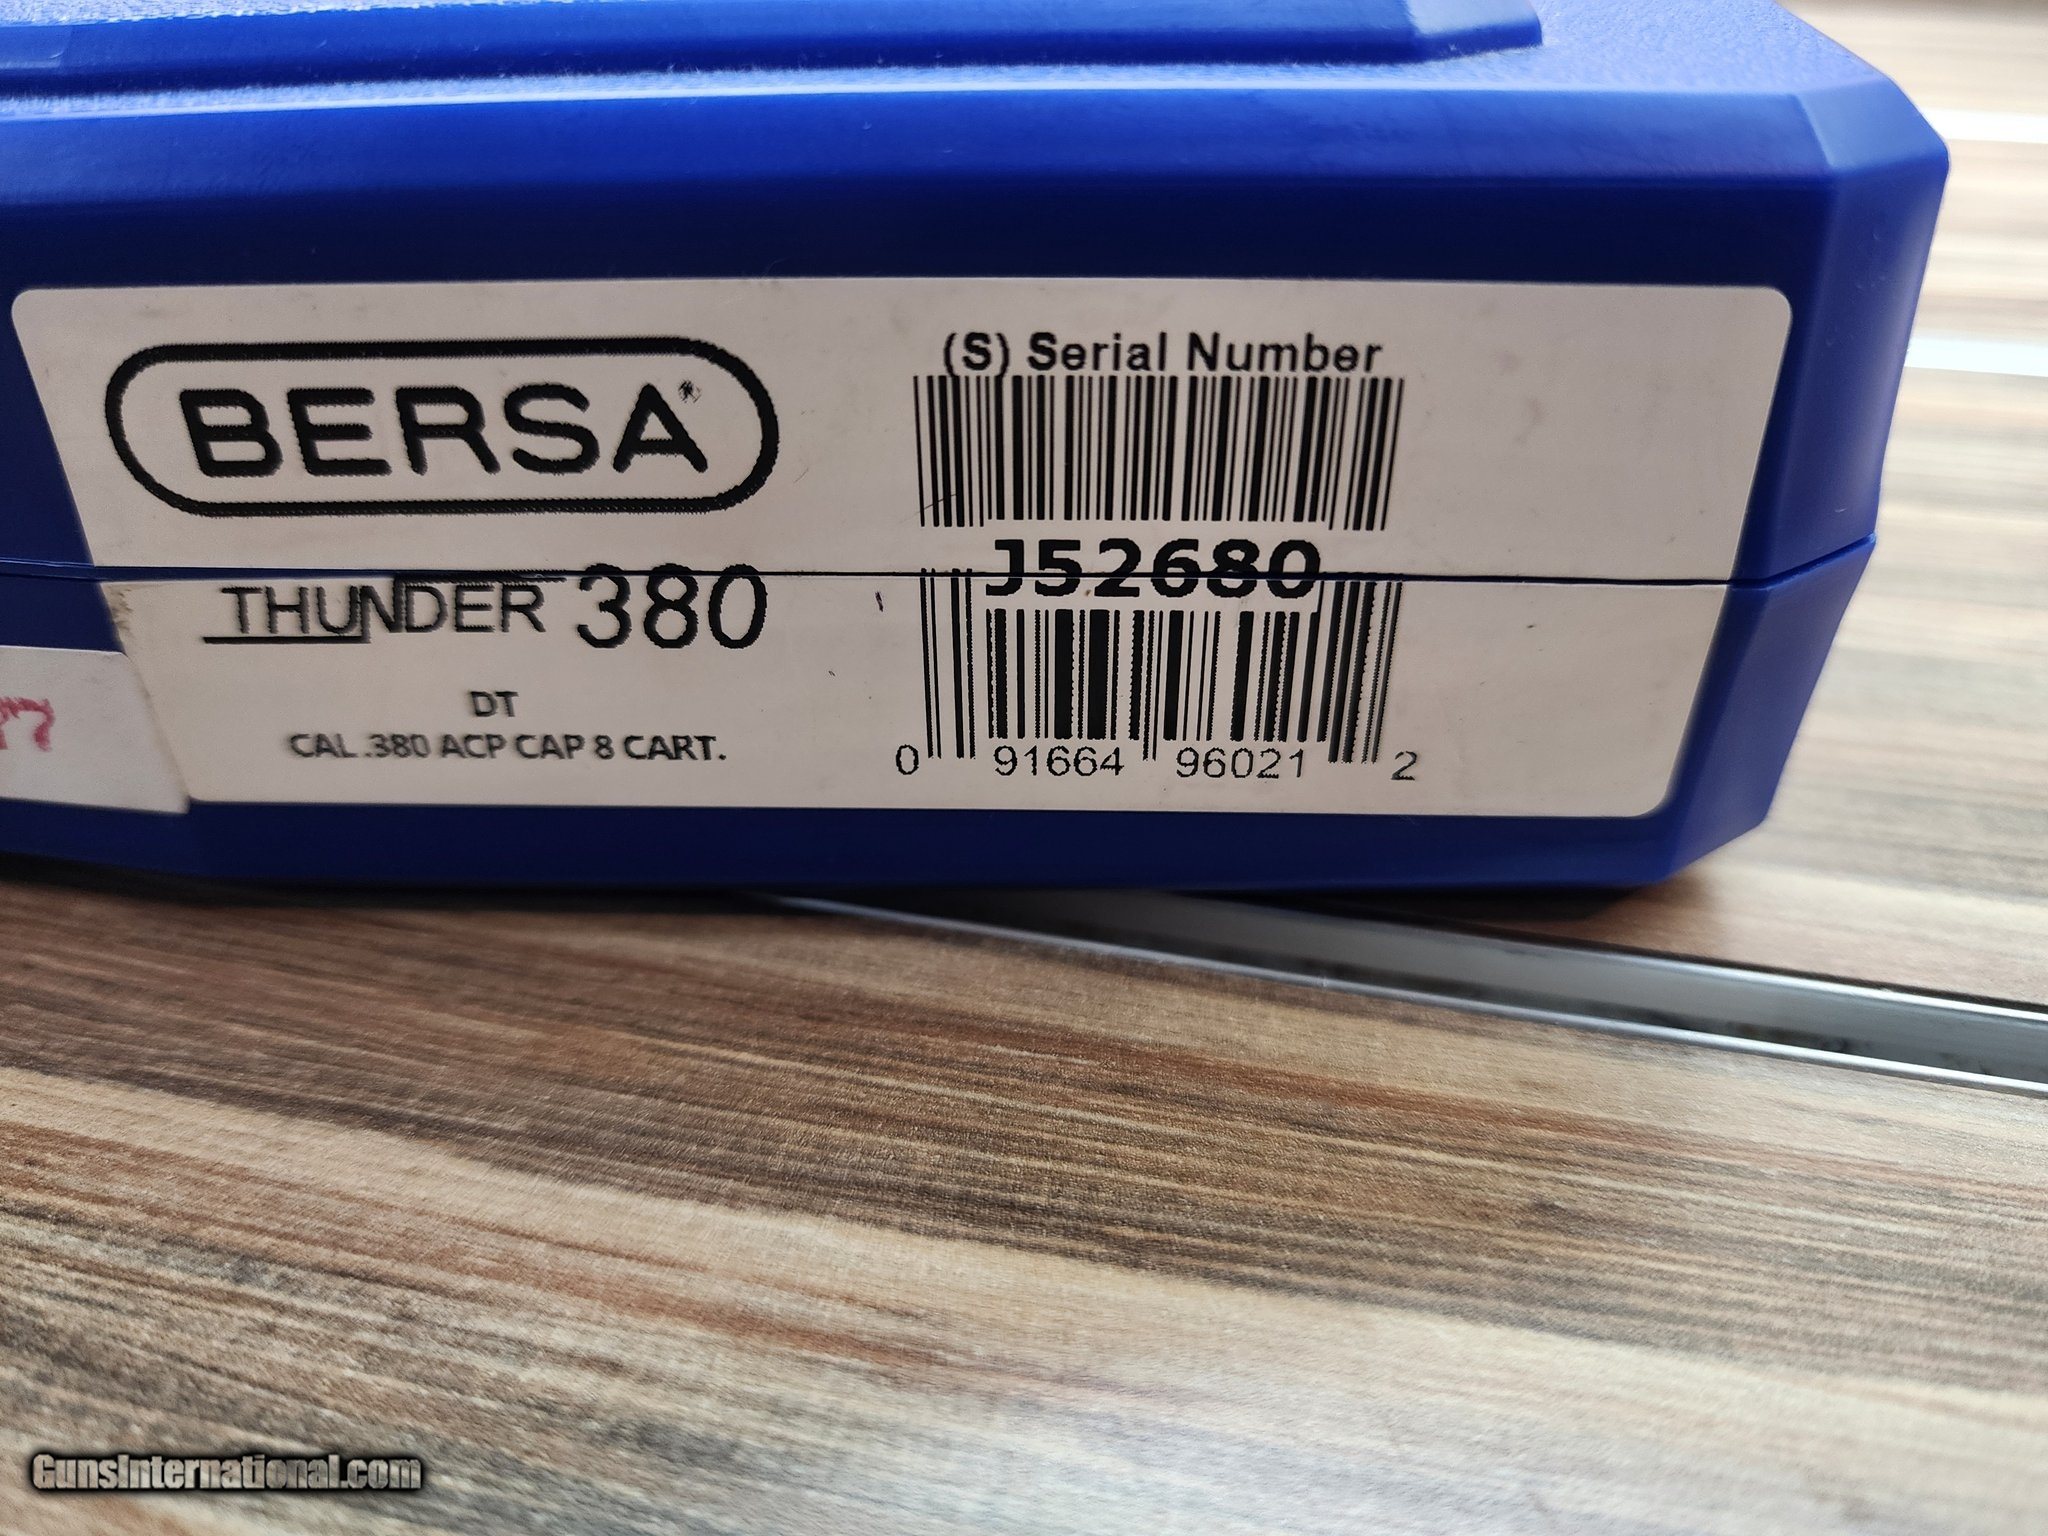 BERSA®
(S) Serial Number
J52680
THUNDER 380
DT
CAL .380 ACP CAP 8 CART.
0 91664 96021 2
GunsInternational.com